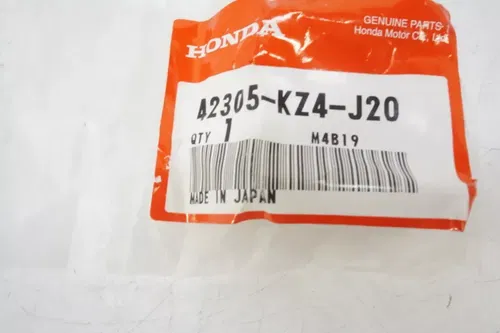 HONDA
GENUINE PARTS
Honda Motor Co., Ltd.
42305-KZ4-J20
QTY 1 M4B19
MADE IN JAPAN